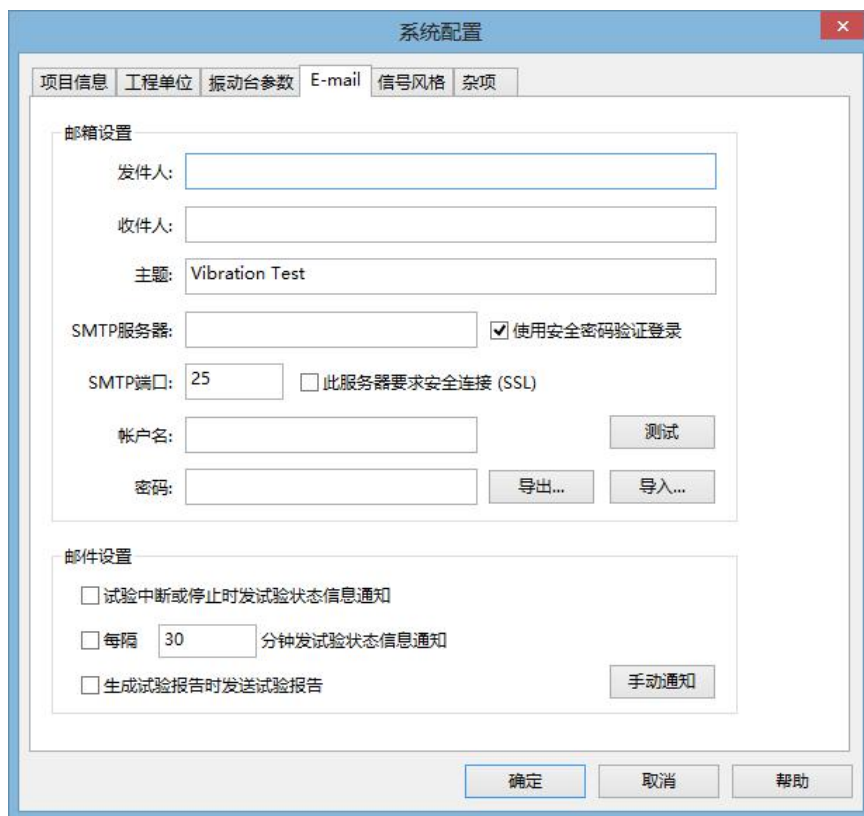 系统配置
项目信息 工程单位 振动台参数 E-mail 信号风格 杂项
邮箱设置
发件人:
收件人:
主题: Vibration Test
SMTP服务器: 使用安全密码验证登录
SMTP端口: 25 此服务器要求安全连接 (SSL)
帐户名: 测试
密码: 导出... 导入...
邮件设置
试验中断或停止时发试验状态信息通知
每隔 30 分钟发试验状态信息通知
生成试验报告时发送试验报告 手动通知
确定 取消 帮助